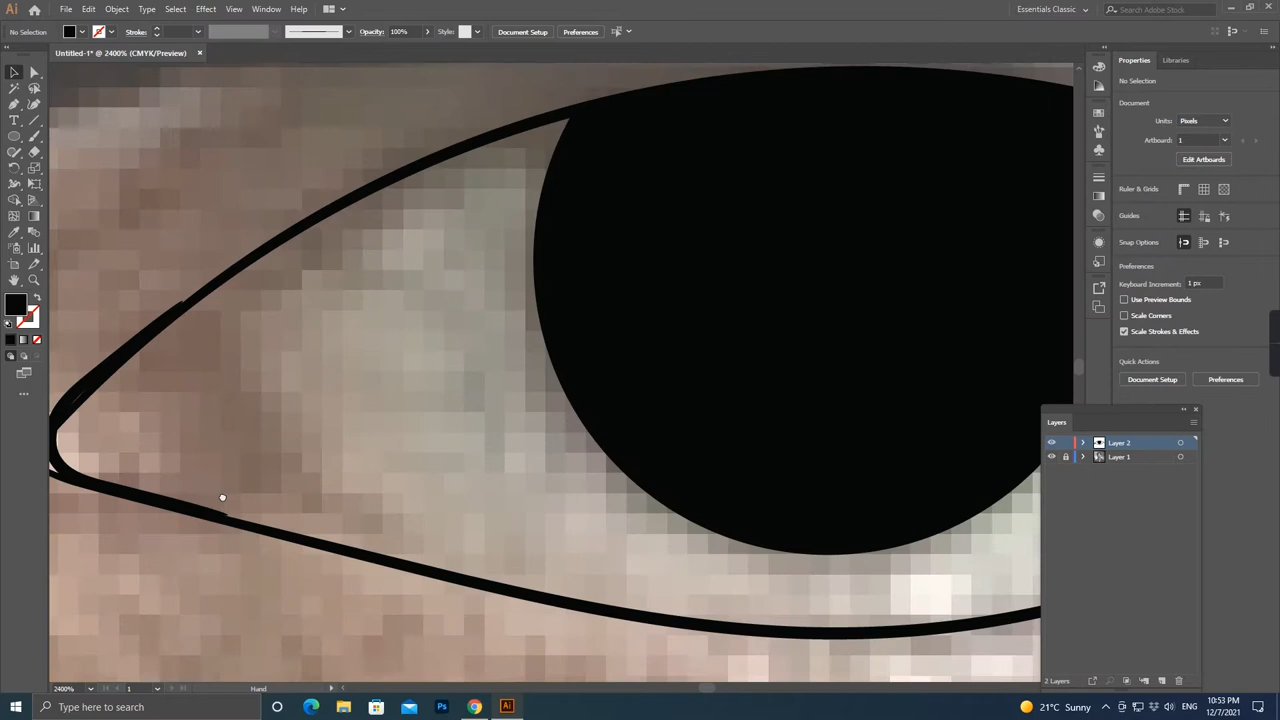 Ai
File Edit Object Type Select Effect View Window Help
Essentials Classic
Search Adobe Stock
No Selection
Stroke:
Opacity: 100%
Style:
Document Setup
Preferences
Untitled-1* @ 2400% (CMYK/Preview)
Properties
Libraries
No Selection
Document
Units: Pixels
Artboard: 1
Edit Artboards
Ruler & Grids
Guides
Snap Options
Preferences
Keyboard Increment: 1 px
Use Preview Bounds
Scale Corners
Scale Strokes & Effects
Quick Actions
Document Setup
Preferences
Layers
Layer 2
Layer 1
2 Layers
2400%
1
Hand
Type here to search
Ps
Ai
21°C Sunny
ENG
10:53 PM
12/7/2021